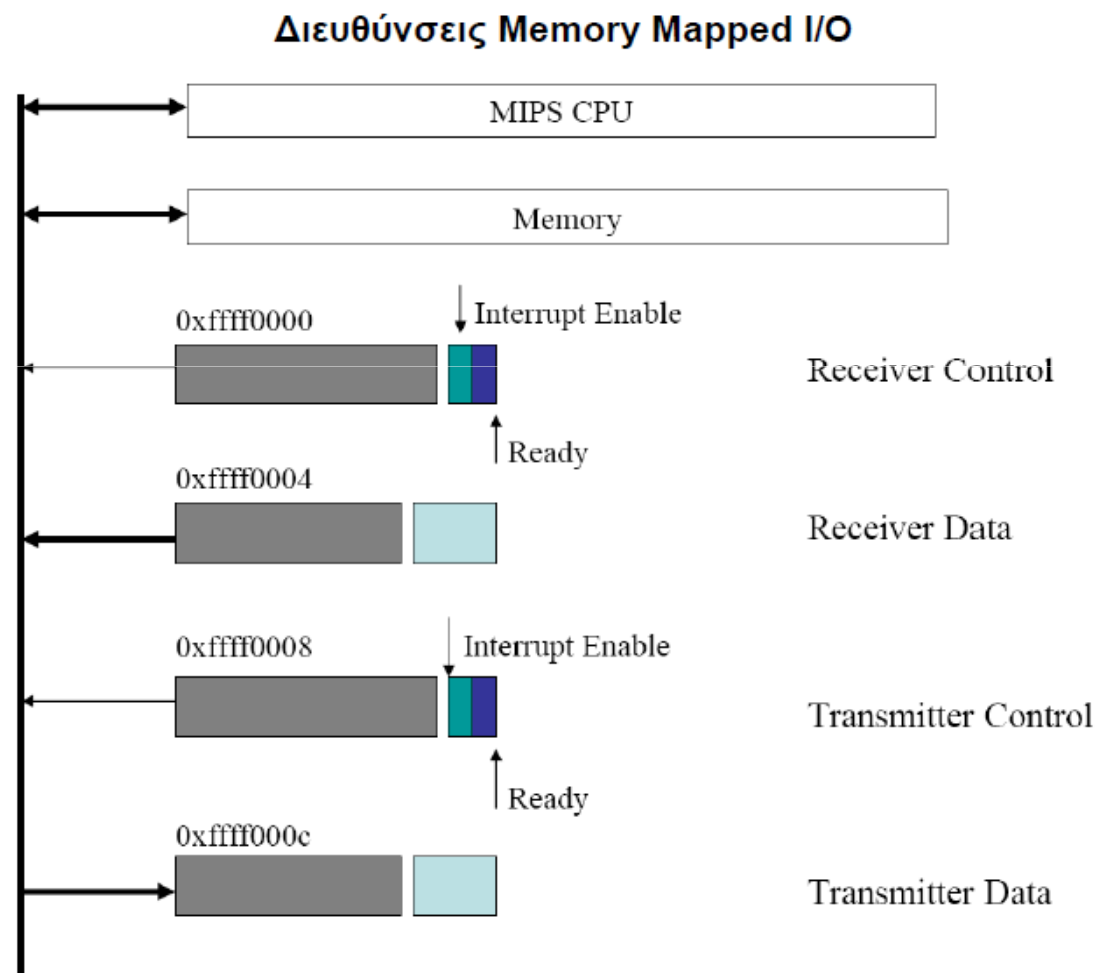 Διευθύνσεις Memory Mapped I/O
MIPS CPU
Memory
0xffff0000
Interrupt Enable
Receiver Control
Ready
0xffff0004
Receiver Data
0xffff0008
Interrupt Enable
Transmitter Control
Ready
0xffff000c
Transmitter Data